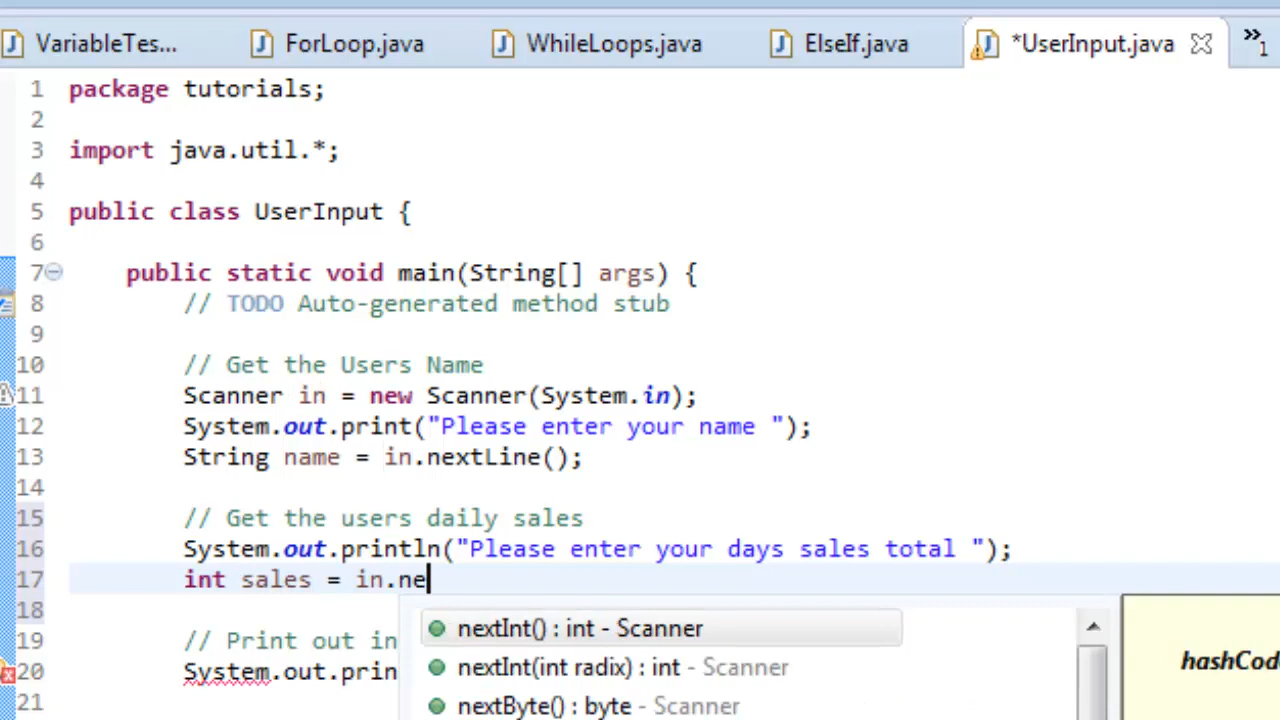 VariableTes... ForLoop.java WhileLoops.java ElseIf.java *UserInput.java »1
1 package tutorials;
2
3 import java.util.*;
4
5 public class UserInput {
6
7 public static void main(String[] args) {
8 // TODO Auto-generated method stub
9
10 // Get the Users Name
11 Scanner in = new Scanner(System.in);
12 System.out.print("Please enter your name ");
13 String name = in.nextLine();
14
15 // Get the users daily sales
16 System.out.println("Please enter your days sales total ");
17 int sales = in.ne
18
nextInt() : int - Scanner
19 // Print out in
nextInt(int radix) : int - Scanner
hashCod
20 System.out.prin
nextByte() : byte - Scanner
21